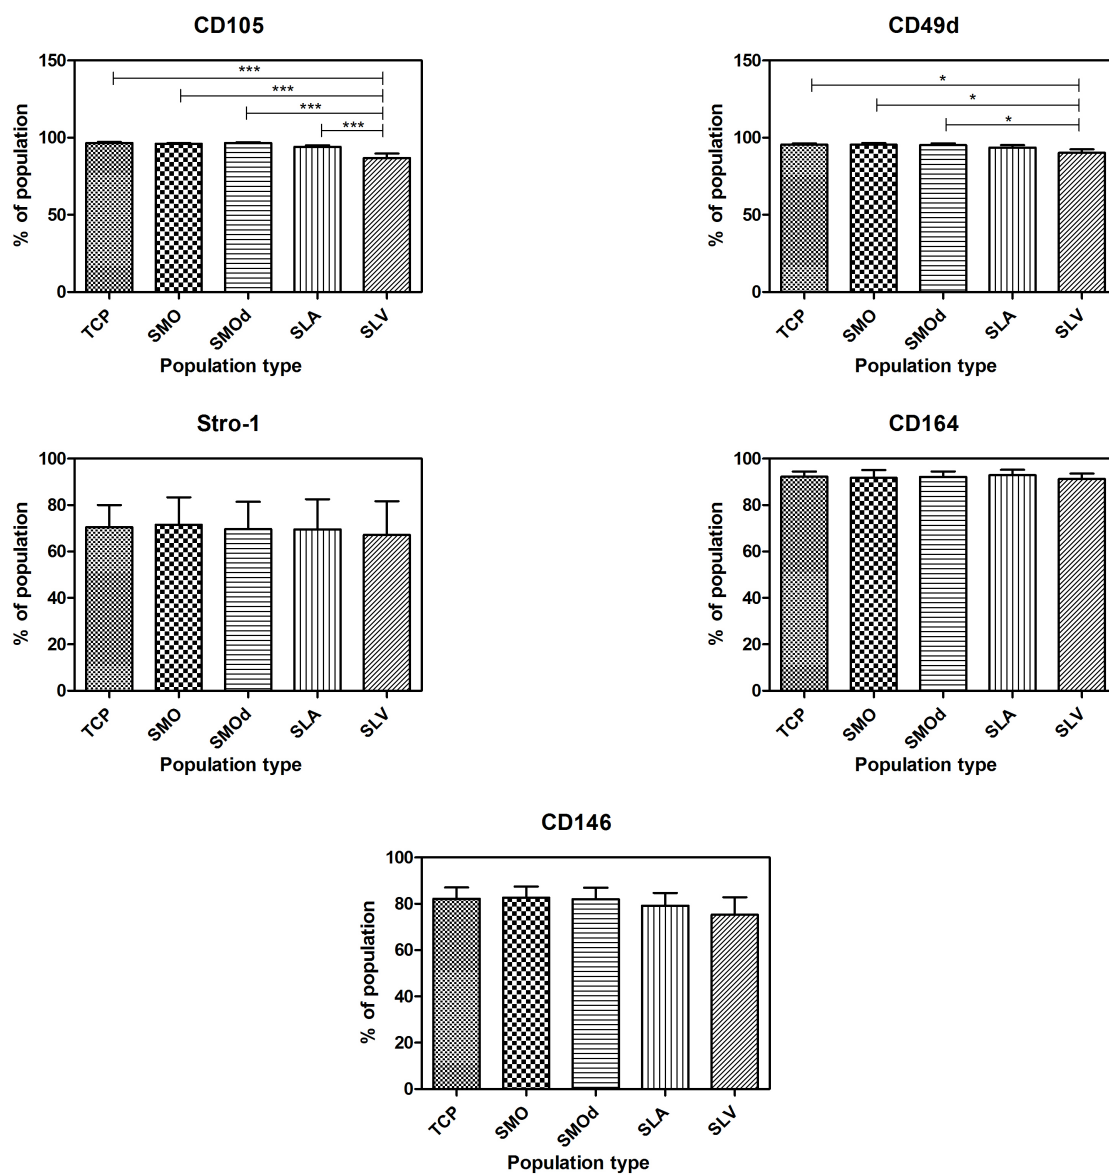 CD105
% of population
150
100
50
0
***
***
***
***
TCP
SMO
SMOd
SLA
SLV
Population type
CD49d
% of population
150
100
50
0
*
*
*
TCP
SMO
SMOd
SLA
SLV
Population type
Stro-1
% of population
100
80
60
40
20
0
TCP
SMO
SMOd
SLA
SLV
Population type
CD164
% of population
100
80
60
40
20
0
TCP
SMO
SMOd
SLA
SLV
Population type
CD146
% of population
100
80
60
40
20
0
TCP
SMO
SMOd
SLA
SLV
Population type